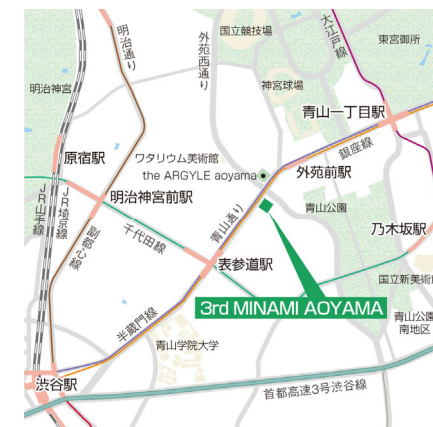 国立競技場
大江戸線
東宮御所
明治通り
外苑西通り
神宮球場
明治神宮
青山一丁目駅
銀座線
原宿駅
ワタリウム美術館
the ARGYLE aoyama
外苑前駅
明治神宮前駅
青山公園
JR山手線
JR埼京線
副都心線
千代田線
青山通り
乃木坂駅
表参道駅
国立新美術
3rd MINAMI AOYAMA
半蔵門線
青山学院大学
青山公園
南地区
渋谷駅
首都高速3号渋谷線